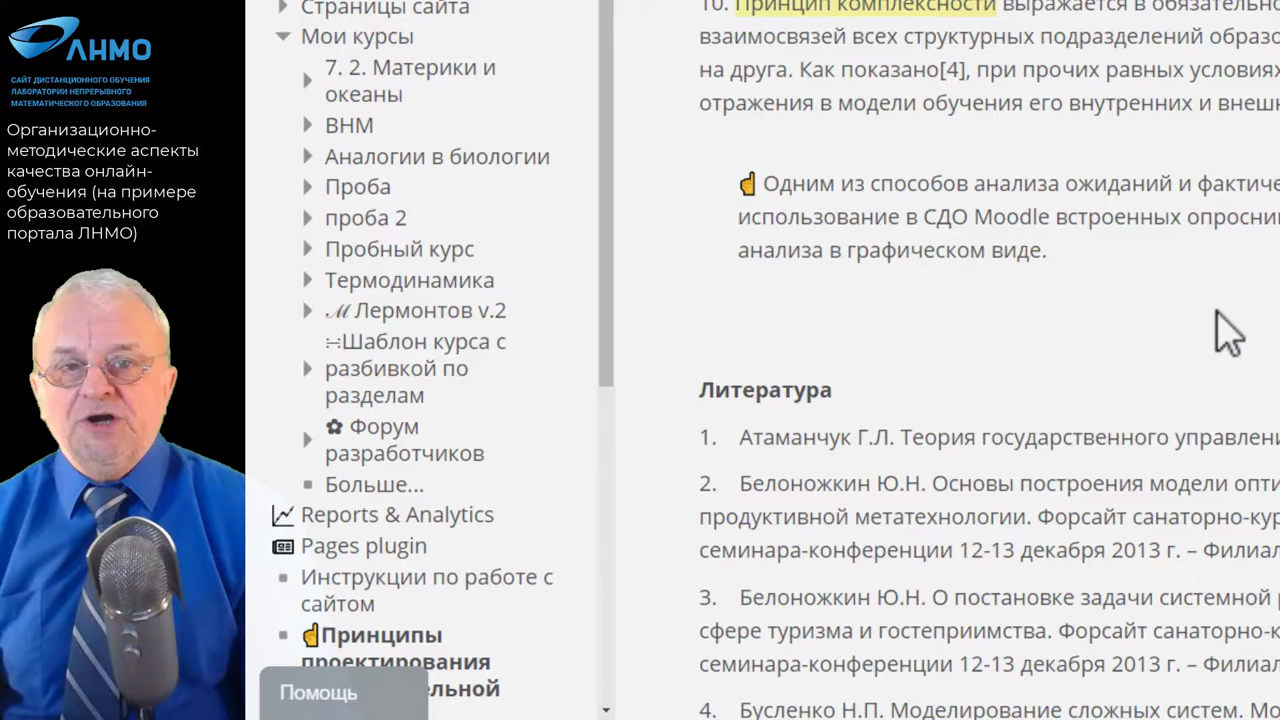 ЛНМО
САЙТ ДИСТАНЦИОННОГО ОБУЧЕНИЯ
ЛАБОРАТОРИИ НЕПРЕРЫВНОГО
МАТЕМАТИЧЕСКОГО ОБРАЗОВАНИЯ
Организационно-
методические аспекты
качества онлайн-
обучения (на примере
образовательного
портала ЛНМО)
Страницы сайта
Мои курсы
7. 2. Материки и
океаны
ВНМ
Аналогии в биологии
Проба
проба 2
Пробный курс
Термодинамика
ℳ Лермонтов v.2
∺Шаблон курса с
разбивкой по
разделам
✿ Форум
разработчиков
Больше...
Reports & Analytics
Pages plugin
Инструкции по работе с
сайтом
☝Принципы
проектирования
ельной
Помощь
10. Принцип комплексности выражается в обязательно
взаимосвязей всех структурных подразделений образо
на друга. Как показано[4], при прочих равных условиях
отражения в модели обучения его внутренних и внешн
☝ Одним из способов анализа ожиданий и фактиче
использование в СДО Moodle встроенных опросни
анализа в графическом виде.
Литература
1. Атаманчук Г.Л. Теория государственного управлени
2. Белоножкин Ю.Н. Основы построения модели опти
продуктивной метатехнологии. Форсайт санаторно-кур
семинара-конференции 12-13 декабря 2013 г. – Филиал
3. Белоножкин Ю.Н. О постановке задачи системной
сфере туризма и гостеприимства. Форсайт санаторно-к
семинара-конференции 12-13 декабря 2013 г. – Филиал
4. Бусленко Н.П. Моделирование сложных систем. Мо